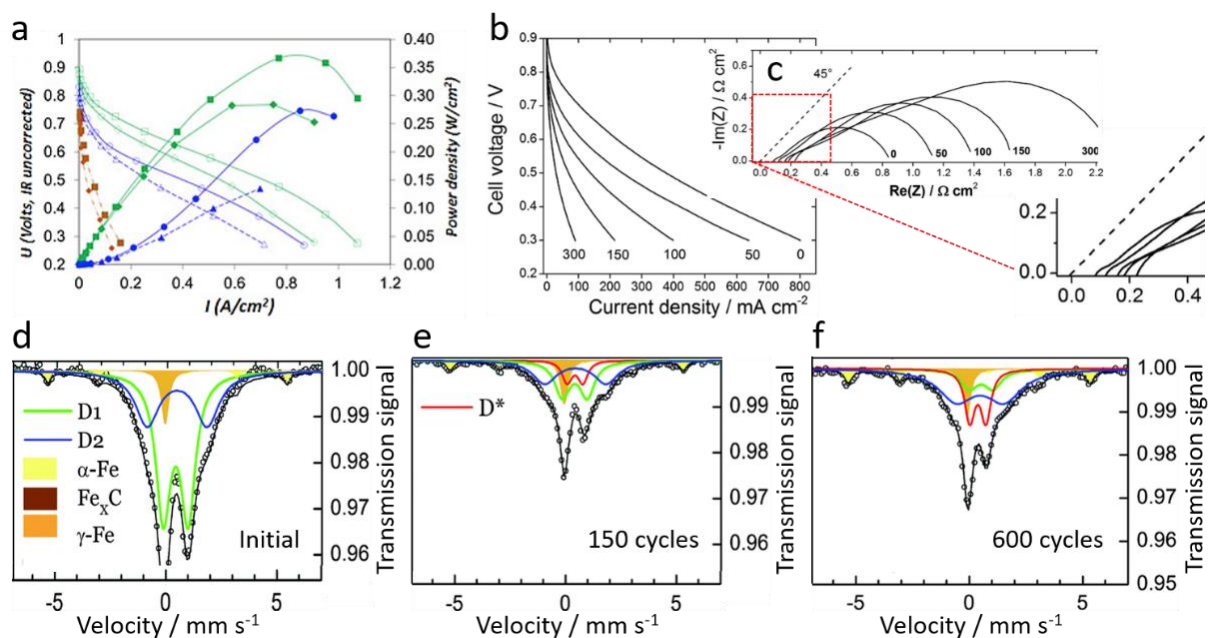 a
1
0.9
0.8
0.7
0.6
0.5
0.4
0.3
0.2
U (Volts, IR uncorrected)
0 0.2 0.4 0.6 0.8 1 1.2
I (A/cm²)
0.40
0.35
0.30
0.25
0.20
0.15
0.10
0.05
0.00
Power density (W/cm²)
b
0.9
0.8
0.7
0.6
0.5
0.4
0.3
0.2
Cell voltage / V
300 150 100 50 0
0 100 200 300 400 500 600 700 800
Current density / mA cm⁻²
c
45°
0.6
0.4
0.2
0.0
-Im(Z) / Ω cm²
0 50 100 150 300
0.0 0.2 0.4 0.6 0.8 1.0 1.2 1.4 1.6 1.8 2.0 2.2
Re(Z) / Ω cm²
0.2
0.0
0.0 0.2 0.4
d
D1
D2
α-Fe
FeₓC
γ-Fe
Initial
1.00
0.99
0.98
0.97
0.96
Transmission signal
-5 0 5
Velocity / mm s⁻¹
e
D*
150 cycles
1.00
0.99
0.98
0.97
0.96
Transmission signal
-5 0 5
Velocity / mm s⁻¹
f
600 cycles
1.00
0.99
0.98
0.97
0.96
0.95
Transmission signal
-5 0 5
Velocity / mm s⁻¹